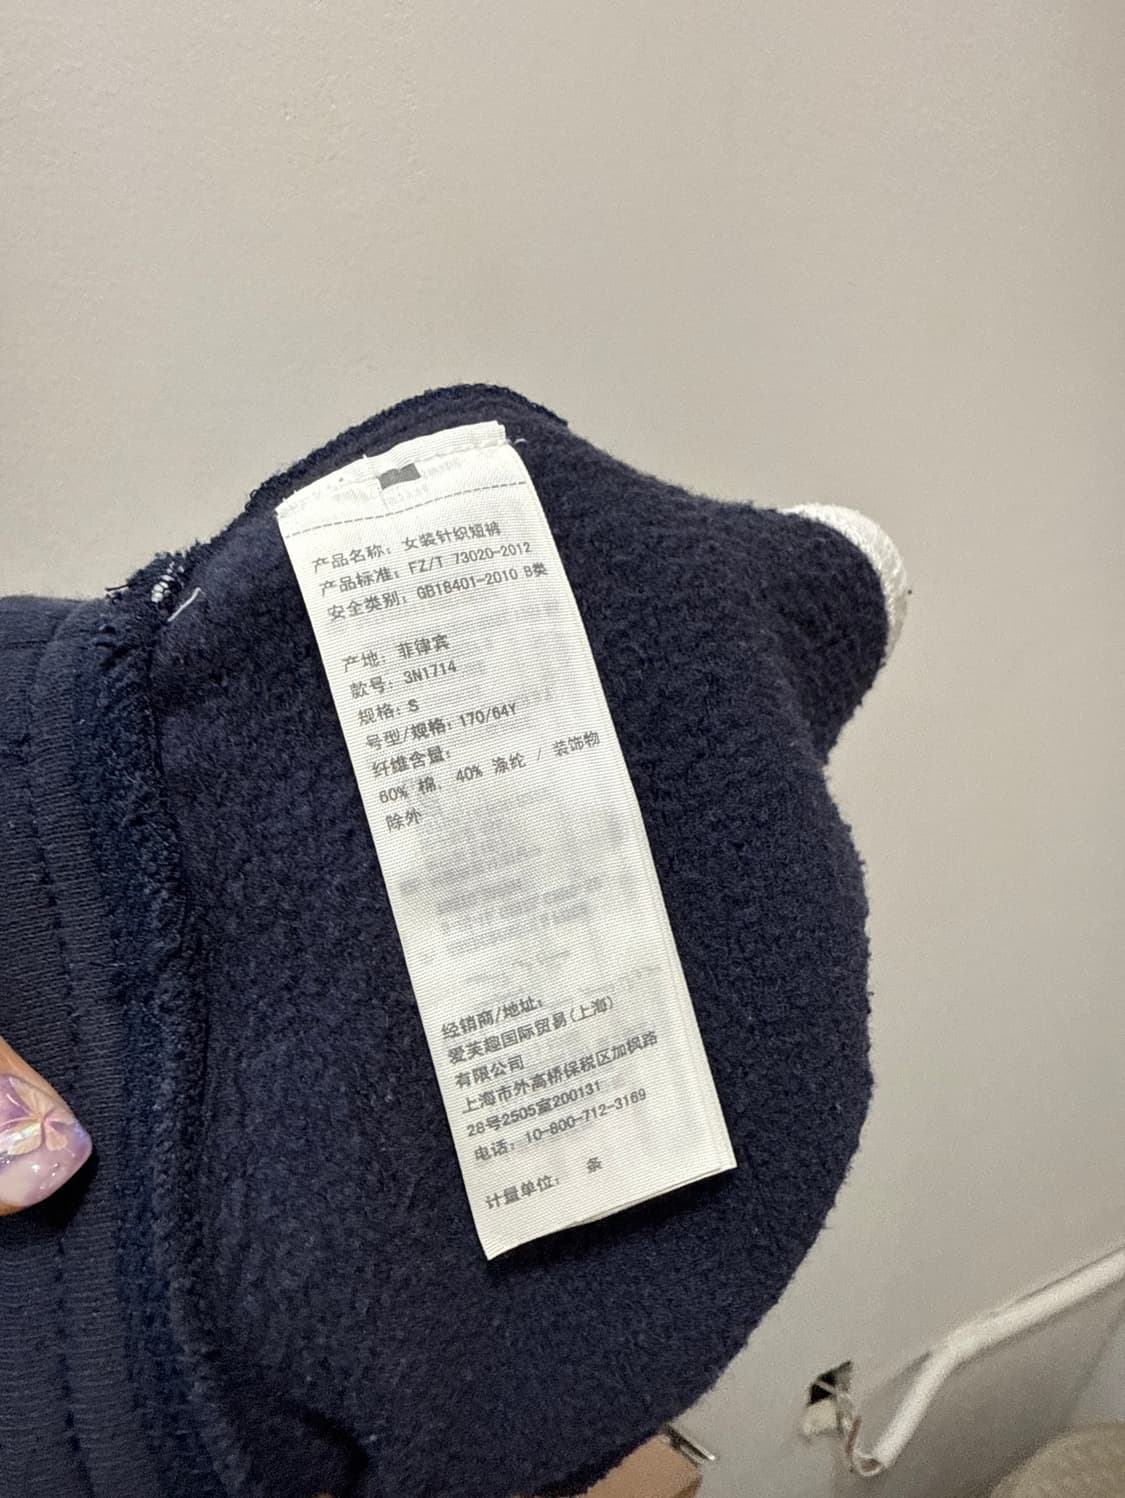 产品名称：女装针织短裤
产品标准：FZ/T 73020-2012
安全类别：GB18401-2010 B类
产地：菲律宾
款号：3N1714
规格：S
号型/规格：170/64Y
纤维含量：
60% 棉，40% 涤纶 / 装饰物
除外
经销商/地址：
爱芙趣国际贸易(上海)
有限公司
上海市外高桥保税区加枫路
28号2505室200131
电话：10-800-712-3169
计量单位： 条